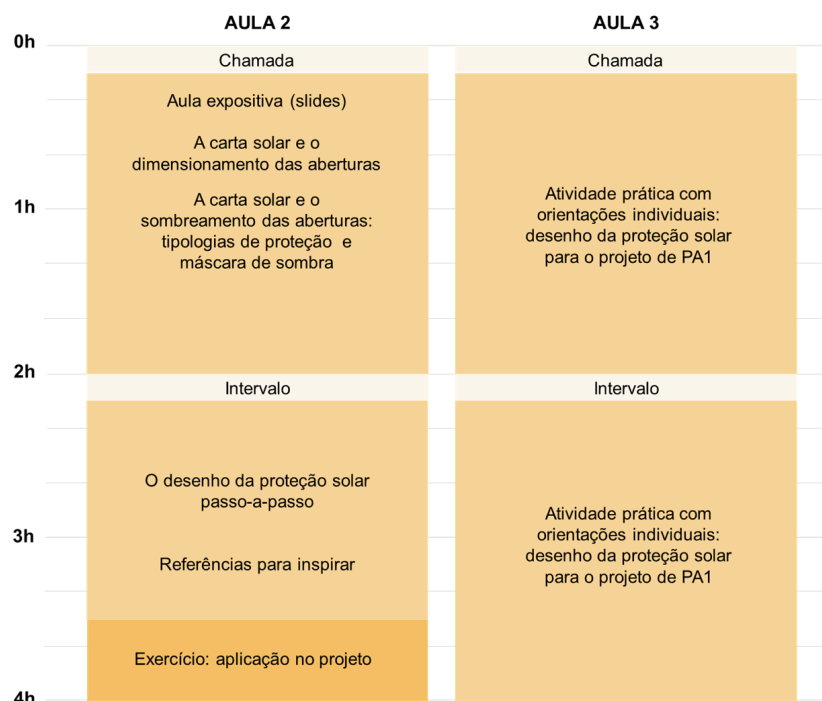 AULA 2
AULA 3
0h
Chamada
Chamada
Aula expositiva (slides)
A carta solar e o
dimensionamento das aberturas
A carta solar e o
sombreamento das aberturas:
tipologias de proteção e
máscara de sombra
1h
Atividade prática com
orientações individuais:
desenho da proteção solar
para o projeto de PA1
2h
Intervalo
Intervalo
O desenho da proteção solar
passo-a-passo
3h
Referências para inspirar
Atividade prática com
orientações individuais:
desenho da proteção solar
para o projeto de PA1
Exercício: aplicação no projeto
4h